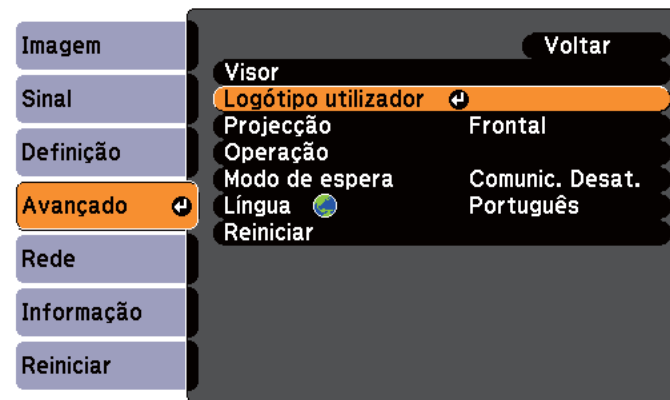 Imagem
Sinal
Definição
Avançado
Rede
Informação
Reiniciar
Voltar
Visor
Logótipo utilizador
Projecção Frontal
Operação
Modo de espera Comunic. Desat.
Língua Português
Reiniciar